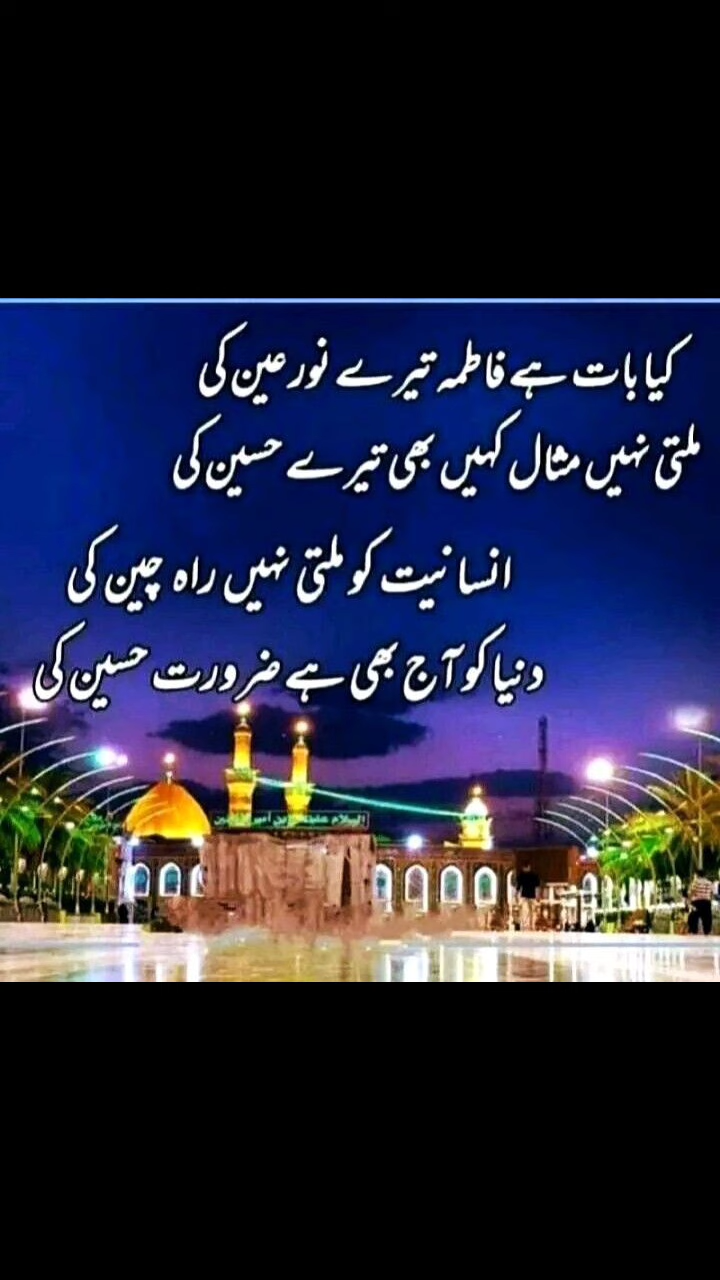 کیا بات ہے فاطمہ تیرے نور عین کی
ملتی نہیں مثال کہیں بھی تیرے حسین کی
انسانیت کو ملتی نہیں راہ چین کی
دنیا کو آج بھی ہے ضرورت حسین کی
السلام